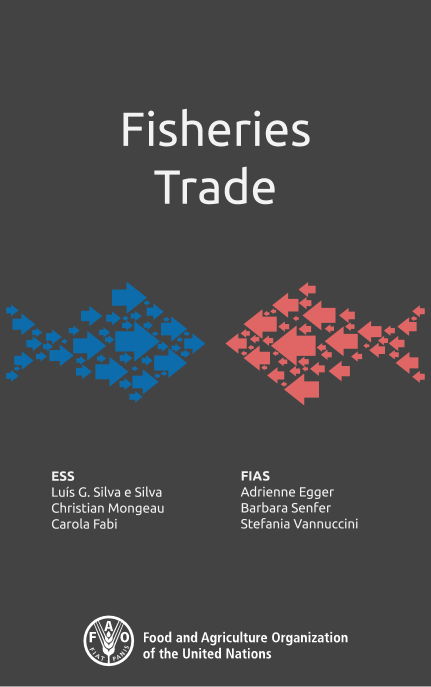 Fisheries
Trade
ESS
Luís G. Silva e Silva
Christian Mongeau
Carola Fabi
FIAS
Adrienne Egger
Barbara Senfer
Stefania Vannuccini
F A O
FIAT PANIS
Food and Agriculture Organization
of the United Nations